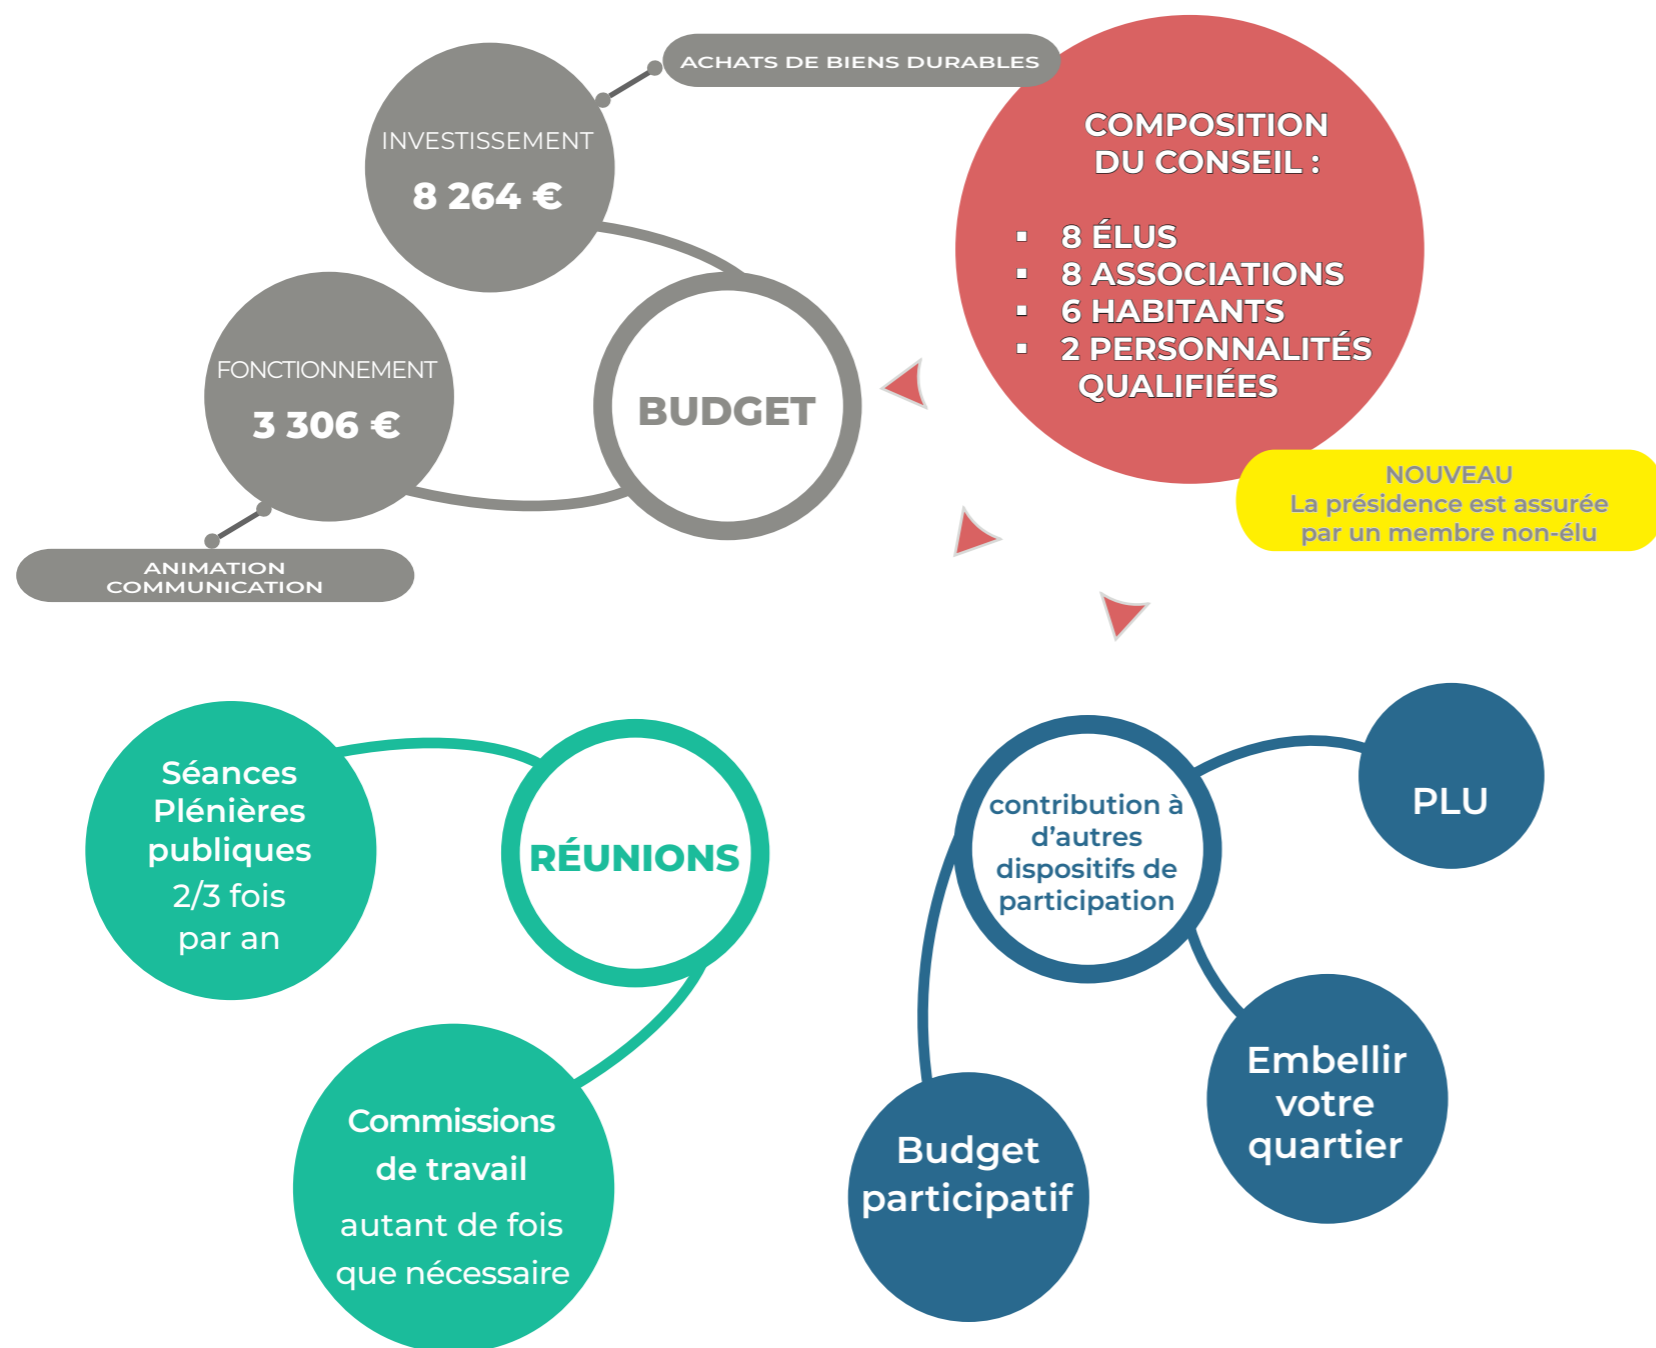 ACHATS DE BIENS DURABLES
INVESTISSEMENT
8 264 €
FONCTIONNEMENT
3 306 €
ANIMATION
COMMUNICATION
BUDGET
COMPOSITION
DU CONSEIL :
▪ 8 ÉLUS
▪ 8 ASSOCIATIONS
▪ 6 HABITANTS
▪ 2 PERSONNALITÉS
QUALIFIÉES
NOUVEAU
La présidence est assurée
par un membre non-élu
Séances
Plénières
publiques
2/3 fois
par an
RÉUNIONS
Commissions
de travail
autant de fois
que nécessaire
contribution à
d’autres
dispositifs de
participation
PLU
Embellir
votre
quartier
Budget
participatif